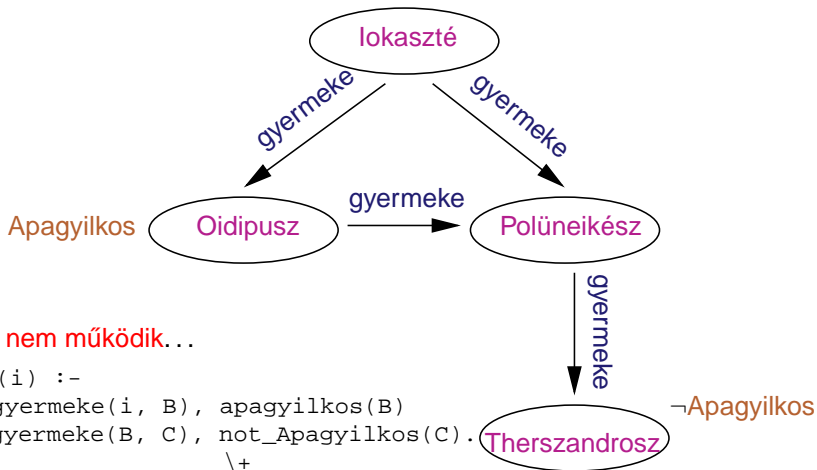 Iokaszté
gyermeke
gyermeke
Apagyilkos
Oidipusz
gyermeke
Polüneikész
gyermeke
nem működik...
(i) :-
gyermeke(i, B), apagyilkos(B)
gyermeke(B, C), not_Apagyilkos(C).
\+
Therszandrosz
¬Apagyilkos